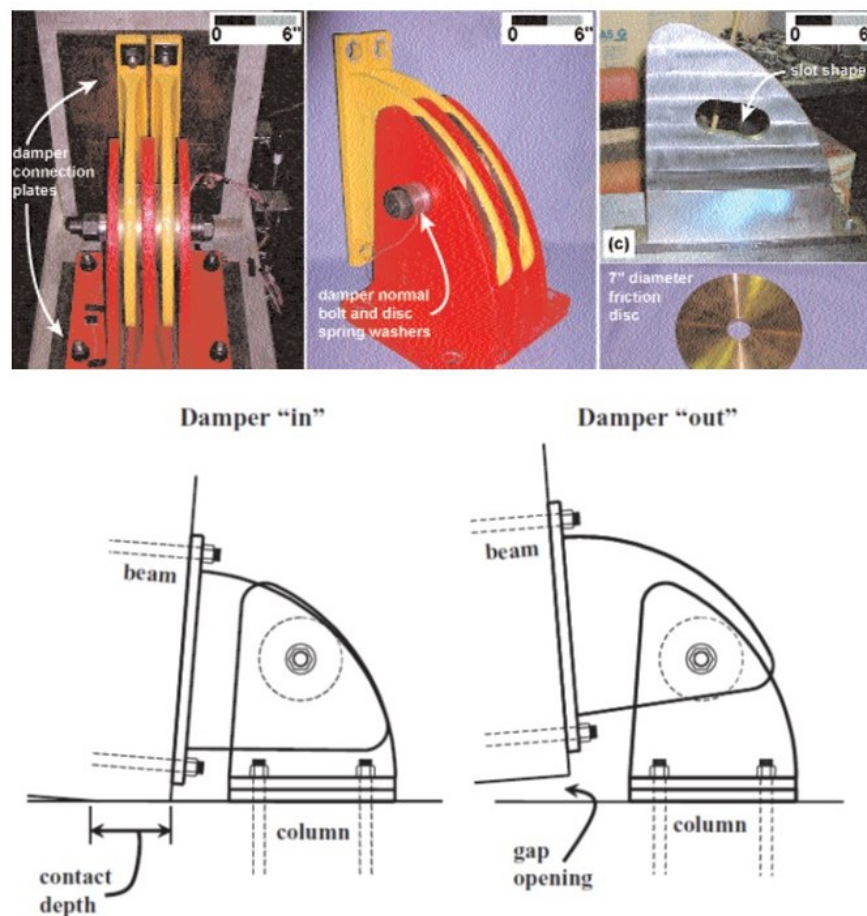 0 6"
0 6"
0 6
slot shape
damper
connection
plates
(c)
damper normal
bolt and disc
spring washers
7" diameter
friction
disc
Damper “in”
Damper “out”
beam
beam
column
column
contact
depth
gap
opening